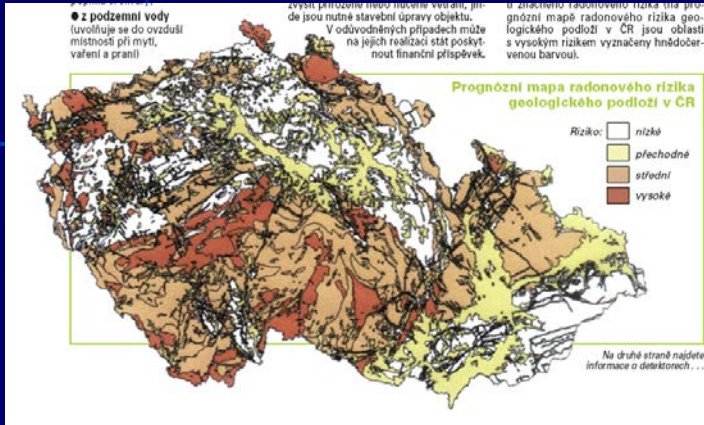 ● z podzemní vody
(uvolňuje se do ovzduší
místnosti při mytí,
vaření a praní)
zvýšit přirozené nebo nucené větrání, jin-
de jsou nutné stavební úpravy objektu.
V odůvodněných případech může
na jejich realizaci stát poskyt-
nout finanční příspěvek.
ti značného radonového rizika (na pro-
gnózní mapě radonového rizika geo-
logického podloží v ČR jsou oblasti
s vysokým rizikem vyznačeny hnědočer-
venou barvou).
Prognózní mapa radonového rizika
geologického podloží v ČR
Riziko:
nízké
přechodné
střední
vysoké
Na druhé straně najdete
informace o detektorech . . .